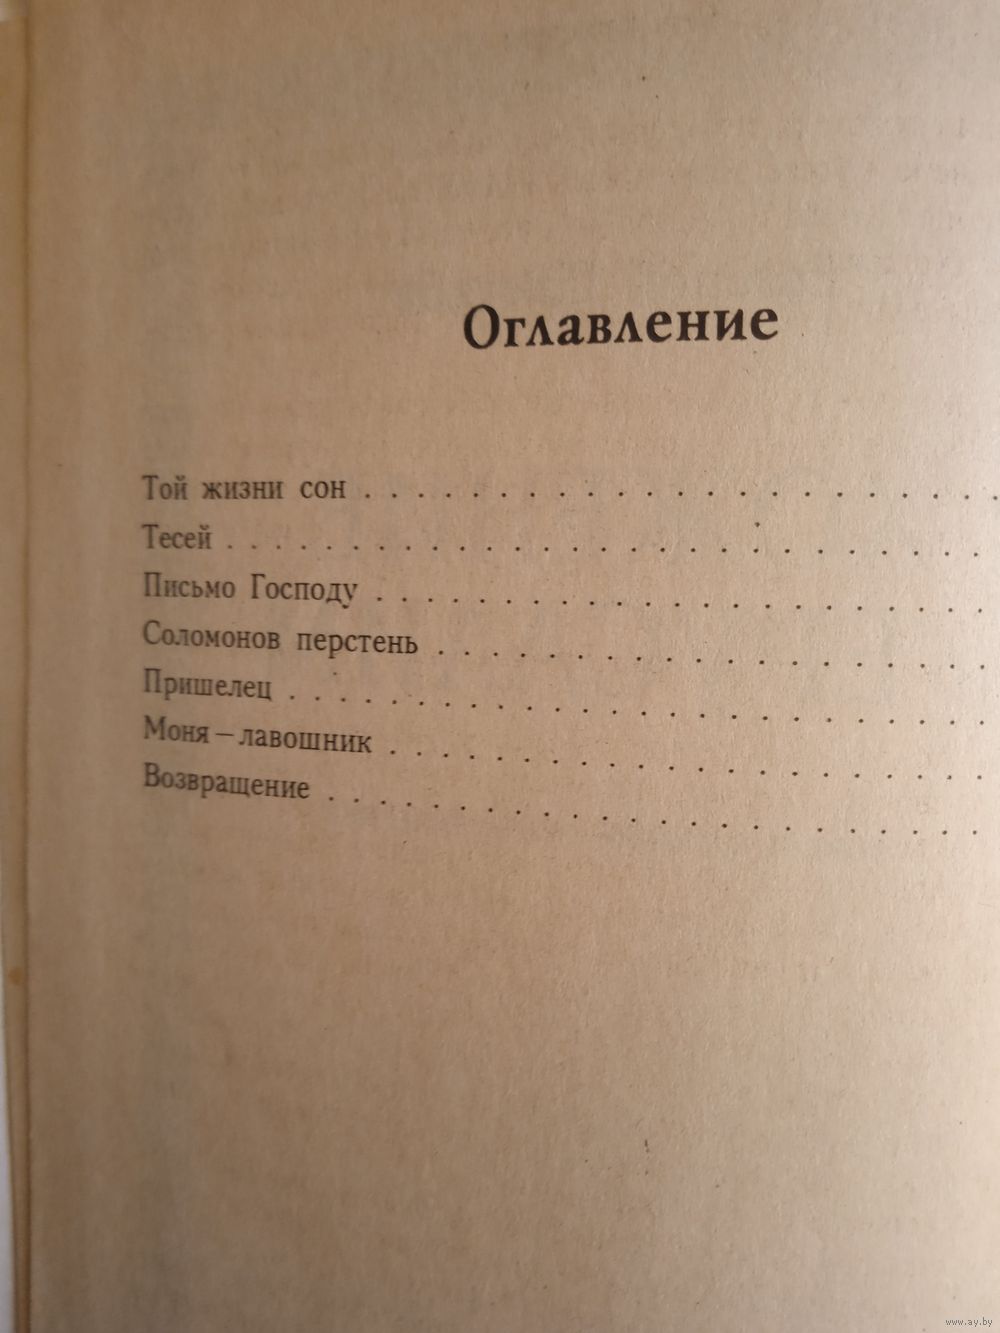 Оглавление
Той жизни сон . . . . . . . . . . . . . . . . . . . . . . . . .
Тесей . . . . . . . . . . . . . . . . . . . . . . . . . . . . . .
Письмо Господу . . . . . . . . . . . . . . . . . . . . . . . .
Соломонов перстень . . . . . . . . . . . . . . . . . . . . .
Пришелец . . . . . . . . . . . . . . . . . . . . . . . . . . .
Моня – лавошник . . . . . . . . . . . . . . . . . . . . . . .
Возвращение . . . . . . . . . . . . . . . . . . . . . . . . .
www.ay.by